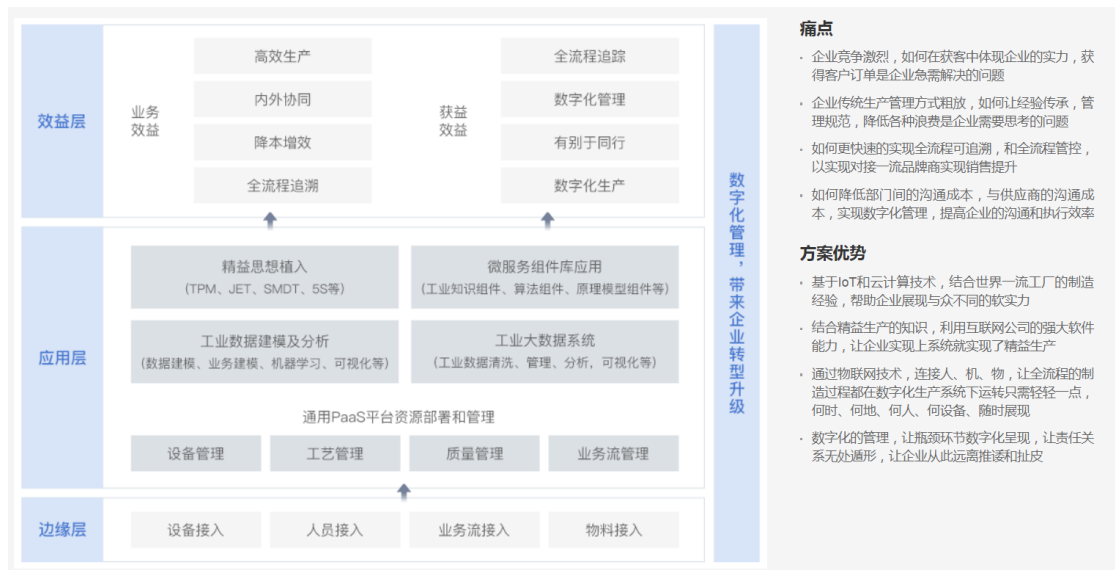 效益层
业务
效益
高效生产
内外协同
降本增效
全流程追溯
获益
效益
全流程追踪
数字化管理
有别于同行
数字化生产
应用层
精益思想植入
(TPM、JET、SMDT、5S等)
微服务组件库应用
(工业知识组件、算法组件、原理模型组件等)
工业数据建模及分析
(数据建模、业务建模、机器学习、可视化等)
工业大数据系统
(工业数据清洗、管理、分析，可视化等)
通用PaaS平台资源部署和管理
设备管理
工艺管理
质量管理
业务流管理
边缘层
设备接入
人员接入
业务流接入
物料接入
数字化管理，带来企业转型升级
痛点
· 企业竞争激烈，如何在获客中体现企业的实力，获
得客户订单是企业急需解决的问题
· 企业传统生产管理方式粗放，如何让经验传承，管
理规范，降低各种浪费是企业需要思考的问题
· 如何更快速的实现全流程可追溯，和全流程管控，
以实现对接一流品牌商实现销售提升
· 如何降低部门间的沟通成本，与供应商的沟通成
本，实现数字化管理，提高企业的沟通和执行效率
方案优势
· 基于IoT和云计算技术，结合世界一流工厂的制造
经验，帮助企业展现与众不同的软实力
· 结合精益生产的知识，利用互联网公司的强大软件
能力，让企业实现上系统就实现了精益生产
· 通过物联网技术，连接人、机、物，让全流程的制
造过程都在数字化生产系统下运转只需轻轻一点，
何时、何地、何人、何设备、随时展现
· 数字化的管理，让瓶颈环节数字化呈现，让责任关
系无处遁形，让企业从此远离推诿和扯皮